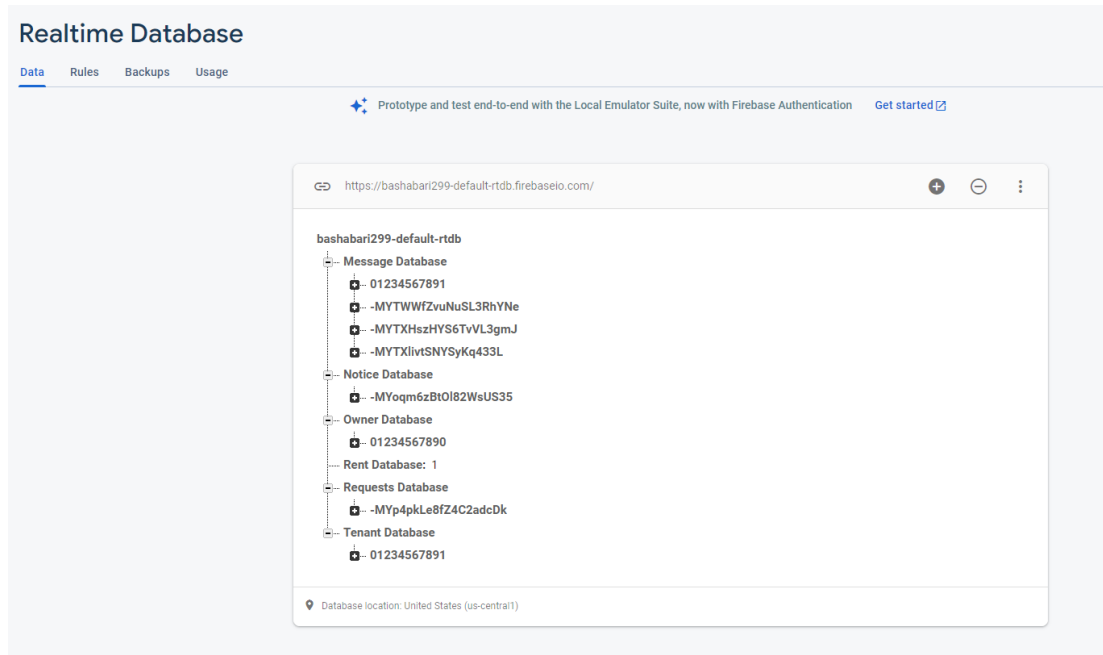 Realtime Database
Data Rules Backups Usage
Prototype and test end-to-end with the Local Emulator Suite, now with Firebase Authentication Get started
https://bashabari299-default-rtdb.firebaseio.com/
bashabari299-default-rtdb
Message Database
01234567891
-MYTWWfZvuNuSL3RhYNe
-MYTXHszHYS6TvVL3gmJ
-MYTXlivtSNYSyKq433L
Notice Database
-MYoqm6zBtOl82WsUS35
Owner Database
01234567890
Rent Database: 1
Requests Database
-MYp4pkLe8fZ4C2adcDk
Tenant Database
01234567891
Database location: United States (us-central1)